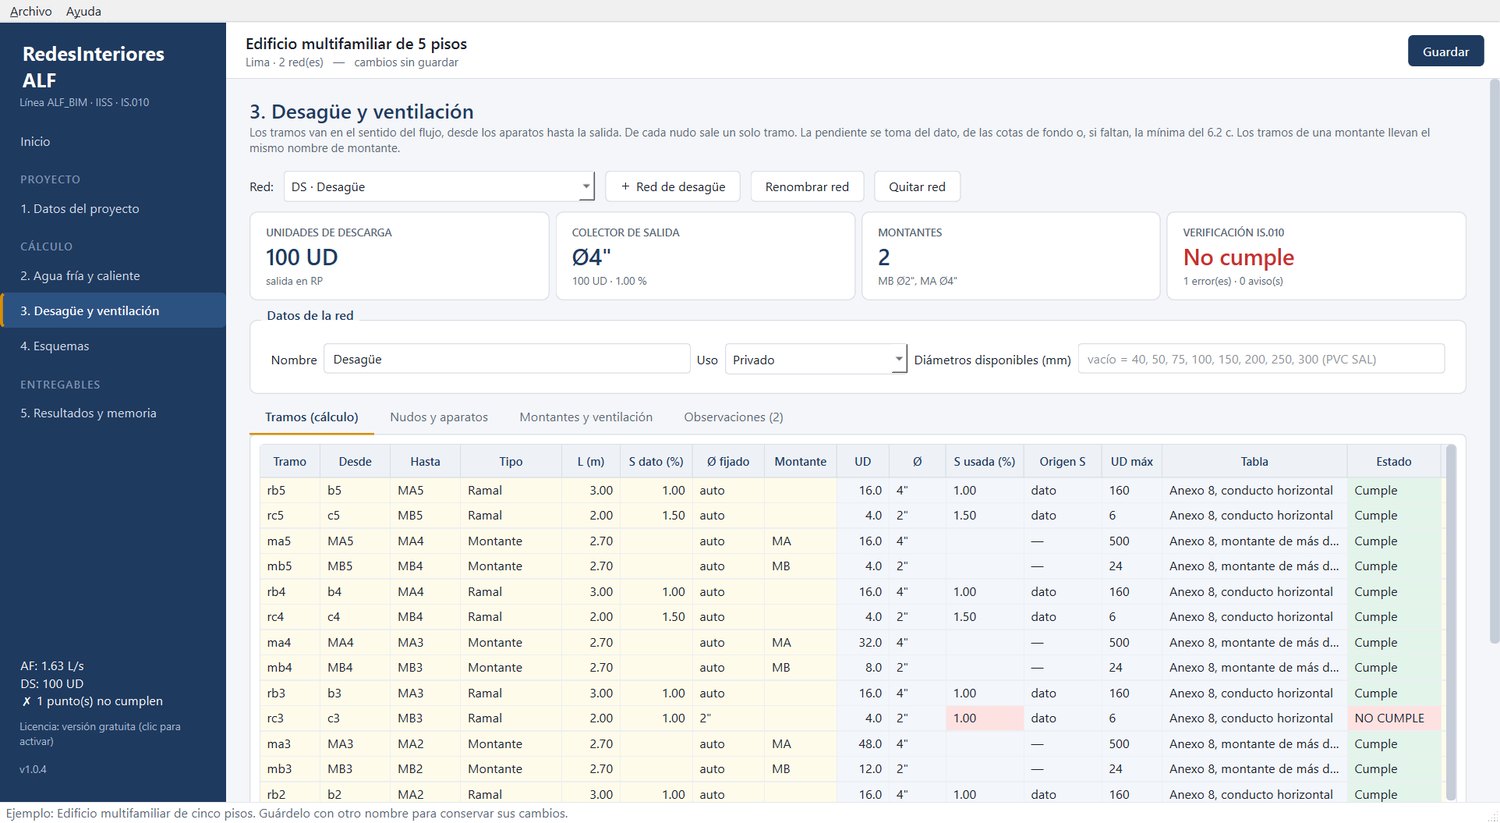 Archivo Ayuda
RedesInteriores
ALF
Línea ALF_BIM · IISS · IS.010
Inicio
PROYECTO
1. Datos del proyecto
CÁLCULO
2. Agua fría y caliente
3. Desagüe y ventilación
4. Esquemas
ENTREGABLES
5. Resultados y memoria
AF: 1.63 L/s
DS: 100 UD
✗ 1 punto(s) no cumplen
Licencia: versión gratuita (clic para
activar)
v1.0.4
Edificio multifamiliar de 5 pisos
Lima · 2 red(es) — cambios sin guardar
Guardar
3. Desagüe y ventilación
Los tramos van en el sentido del flujo, desde los aparatos hasta la salida. De cada nudo sale un solo tramo. La pendiente se toma del dato, de las cotas de fondo o, si faltan, la mínima del 6.2 c. Los tramos de una montante llevan el
mismo nombre de montante.
Red: DS · Desagüe + Red de desagüe Renombrar red Quitar red
UNIDADES DE DESCARGA
100 UD
salida en RP
COLECTOR DE SALIDA
Ø4"
100 UD · 1.00 %
MONTANTES
2
MB Ø2", MA Ø4"
VERIFICACIÓN IS.010
No cumple
1 error(es) · 0 aviso(s)
Datos de la red
Nombre Desagüe Uso Privado Diámetros disponibles (mm) vacío = 40, 50, 75, 100, 150, 200, 250, 300 (PVC SAL)
Tramos (cálculo) Nudos y aparatos Montantes y ventilación Observaciones (2)
Tramo Desde Hasta Tipo L (m) S dato (%) Ø fijado Montante UD Ø S usada (%) Origen S UD máx Tabla Estado
rb5 b5 MA5 Ramal 3.00 1.00 auto 16.0 4" 1.00 dato 160 Anexo 8, conducto horizontal Cumple
rc5 c5 MB5 Ramal 2.00 1.50 auto 4.0 2" 1.50 dato 6 Anexo 8, conducto horizontal Cumple
ma5 MA5 MA4 Montante 2.70 auto MA 16.0 4" — 500 Anexo 8, montante de más d... Cumple
mb5 MB5 MB4 Montante 2.70 auto MB 4.0 2" — 24 Anexo 8, montante de más d... Cumple
rb4 b4 MA4 Ramal 3.00 1.00 auto 16.0 4" 1.00 dato 160 Anexo 8, conducto horizontal Cumple
rc4 c4 MB4 Ramal 2.00 1.50 auto 4.0 2" 1.50 dato 6 Anexo 8, conducto horizontal Cumple
ma4 MA4 MA3 Montante 2.70 auto MA 32.0 4" — 500 Anexo 8, montante de más d... Cumple
mb4 MB4 MB3 Montante 2.70 auto MB 8.0 2" — 24 Anexo 8, montante de más d... Cumple
rb3 b3 MA3 Ramal 3.00 1.00 auto 16.0 4" 1.00 dato 160 Anexo 8, conducto horizontal Cumple
rc3 c3 MB3 Ramal 2.00 1.00 2" 4.0 2" 1.00 dato 6 Anexo 8, conducto horizontal NO CUMPLE
ma3 MA3 MA2 Montante 2.70 auto MA 48.0 4" — 500 Anexo 8, montante de más d... Cumple
mb3 MB3 MB2 Montante 2.70 auto MB 12.0 2" — 24 Anexo 8, montante de más d... Cumple
rb2 b2 MA2 Ramal 3.00 1.00 auto 16.0 4" 1.00 dato 160 Anexo 8, conducto horizontal Cumple
Ejemplo: Edificio multifamiliar de cinco pisos. Guárdelo con otro nombre para conservar sus cambios.